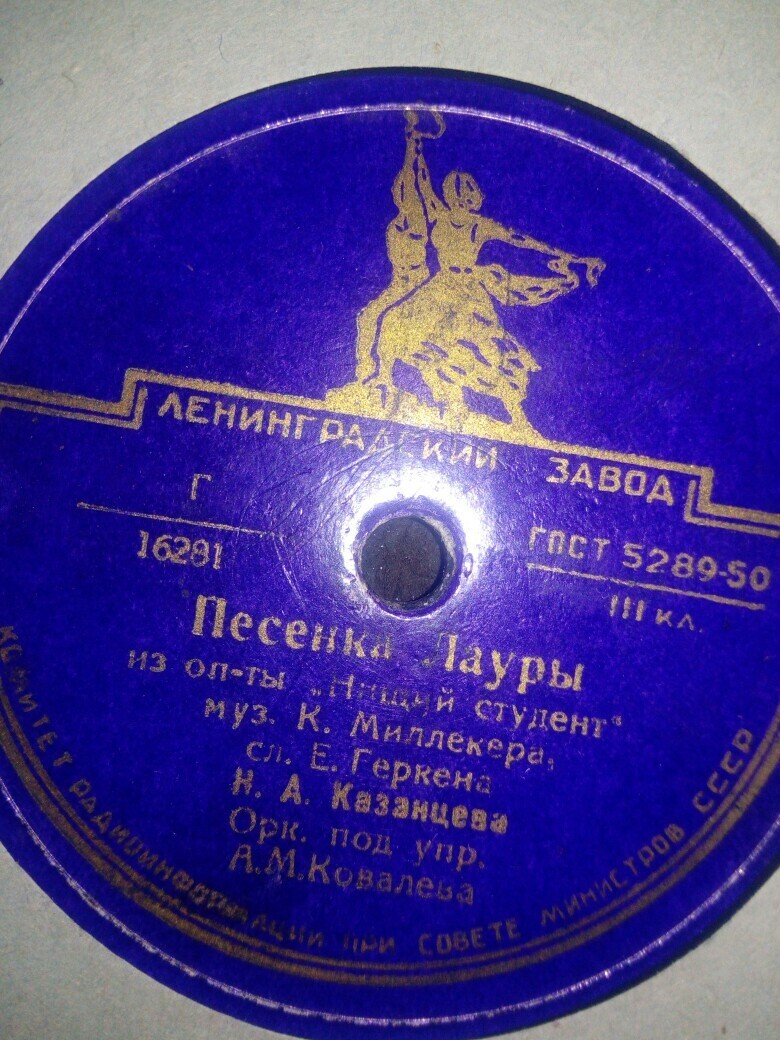 ЛЕНИНГРАДСКИЙ ЗАВОД
Г
16281
ГОСТ 5289-50
III кл.
Песенка Лауры
из оп-ты „Нищий студент“
муз. К. Миллекера,
сл. Е. Геркена
Н. А. Казанцева
Орк. под упр.
А.М.Ковалева
КОМИТЕТ РАДИОИНФОРМАЦИИ ПРИ СОВЕТЕ МИНИСТРОВ СССР